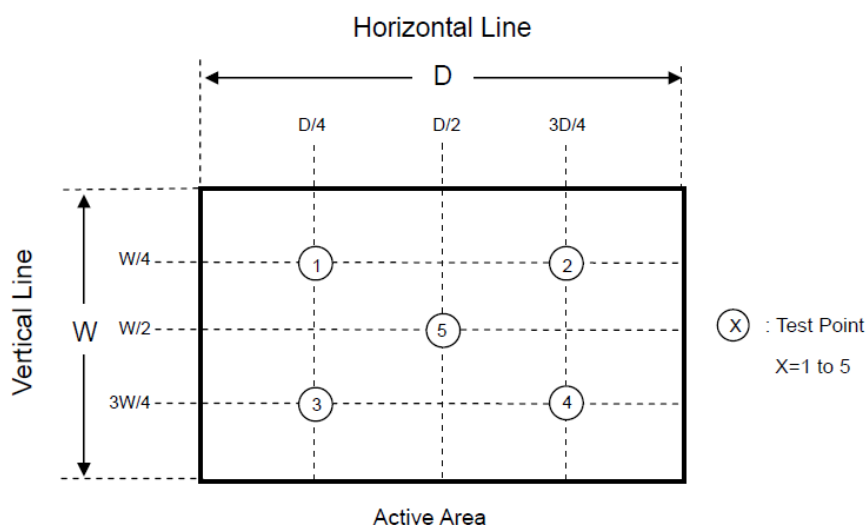 Horizontal Line
D
D/4 D/2 3D/4
Vertical Line
W
W/4
1 2
W/2
5
X : Test Point
X=1 to 5
3W/4
3 4
Active Area